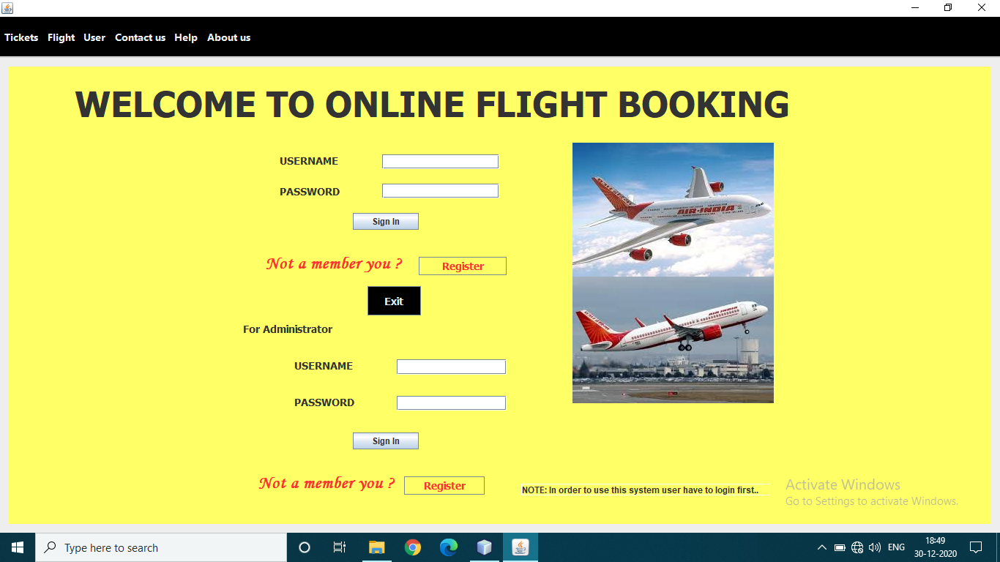 Tickets Flight User Contact us Help About us
WELCOME TO ONLINE FLIGHT BOOKING
USERNAME
PASSWORD
Sign In
Not a member you ?
Register
Exit
For Administrator
USERNAME
PASSWORD
Sign In
Not a member you ?
Register
AIR-INDIA
AIR INDIA
NOTE: In order to use this system user have to login first..
Activate Windows
Go to Settings to activate Windows.
Type here to search
ENG
18:49
30-12-2020